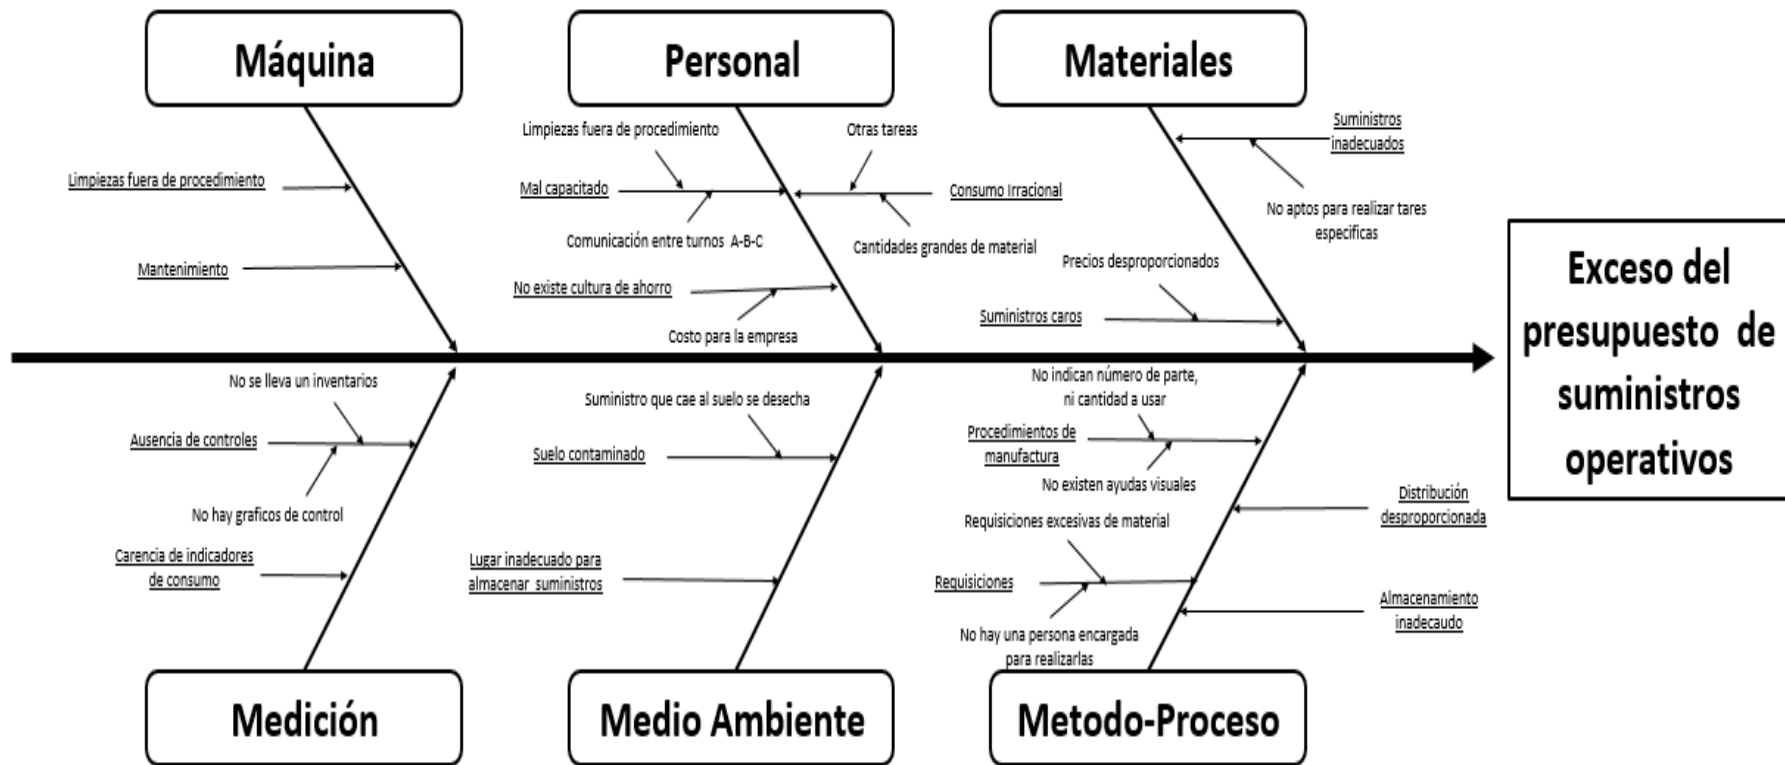 Máquina
Personal
Materiales
Limpiezas fuera de procedimiento
Mantenimiento
Limpiezas fuera de procedimiento
Otras tareas
Mal capacitado
Consumo Irracional
Comunicación entre turnos A-B-C
Cantidades grandes de material
No existe cultura de ahorro
Costo para la empresa
Suministros
inadecuados
No aptos para realizar tares
especificas
Precios desproporcionados
Suministros caros
Exceso del
presupuesto de
suministros
operativos
No se lleva un inventarios
Ausencia de controles
No hay graficos de control
Carencia de indicadores
de consumo
Suministro que cae al suelo se desecha
Suelo contaminado
Lugar inadecuado para
almacenar suministros
No indican número de parte,
ni cantidad a usar
Procedimientos de
manufactura
No existen ayudas visuales
Distribución
desproporcionada
Requisiciones excesivas de material
Requisiciones
No hay una persona encargada
para realizarlas
Almacenamiento
inadecaudo
Medición
Medio Ambiente
Metodo-Proceso